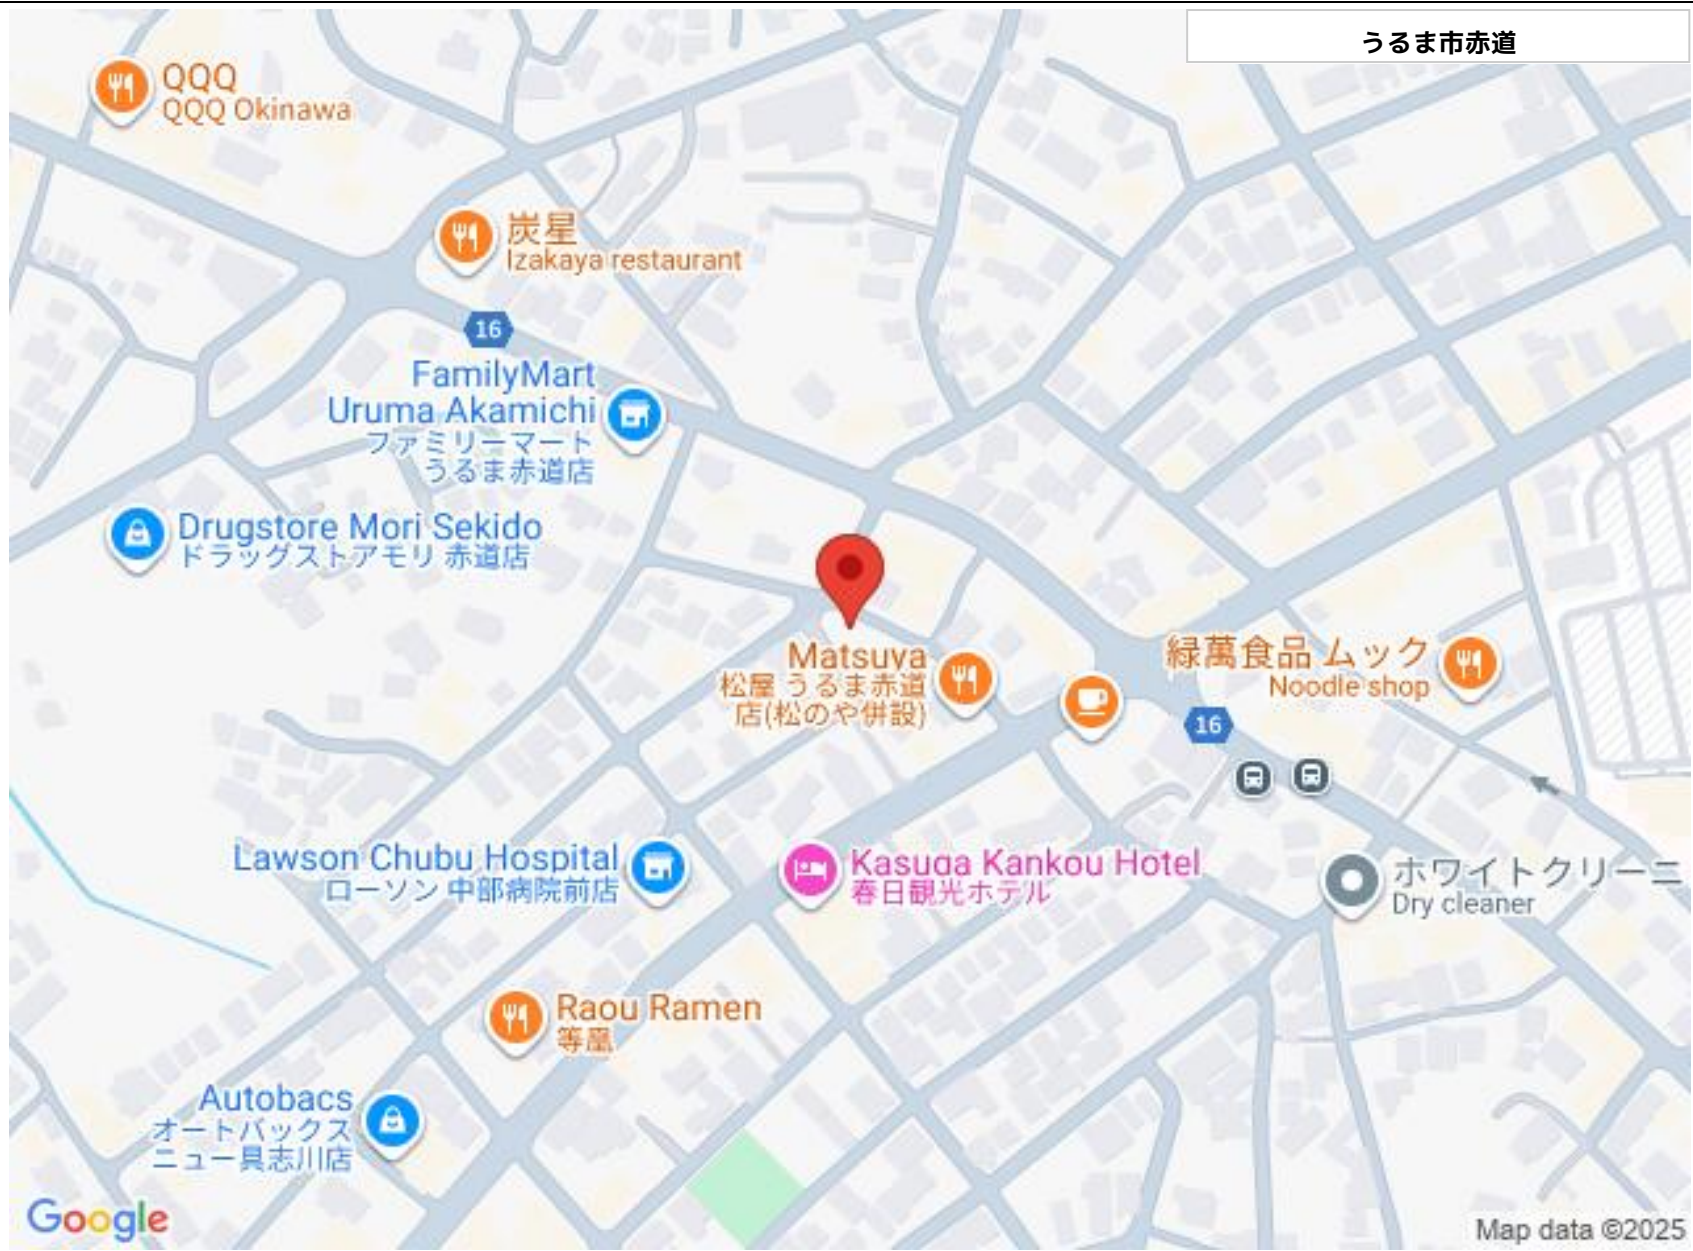 うるま市赤道
QQQ
QQQ Okinawa
炭星
Izakaya restaurant
16
FamilyMart
Uruma Akamichi
ファミリーマート
うるま赤道店
Drugstore Mori Sekido
ドラッグストアモリ 赤道店
Matsuya
松屋 うるま赤道
店(松のや併設)
緑萬食品 ムック
Noodle shop
16
Lawson Chubu Hospital
ローソン 中部病院前店
Kasuga Kankou Hotel
春日観光ホテル
ホワイトクリーニ
Dry cleaner
Raou Ramen
等凰
Autobacs
オートバックス
ニュー具志川店
Google
Map data ©2025